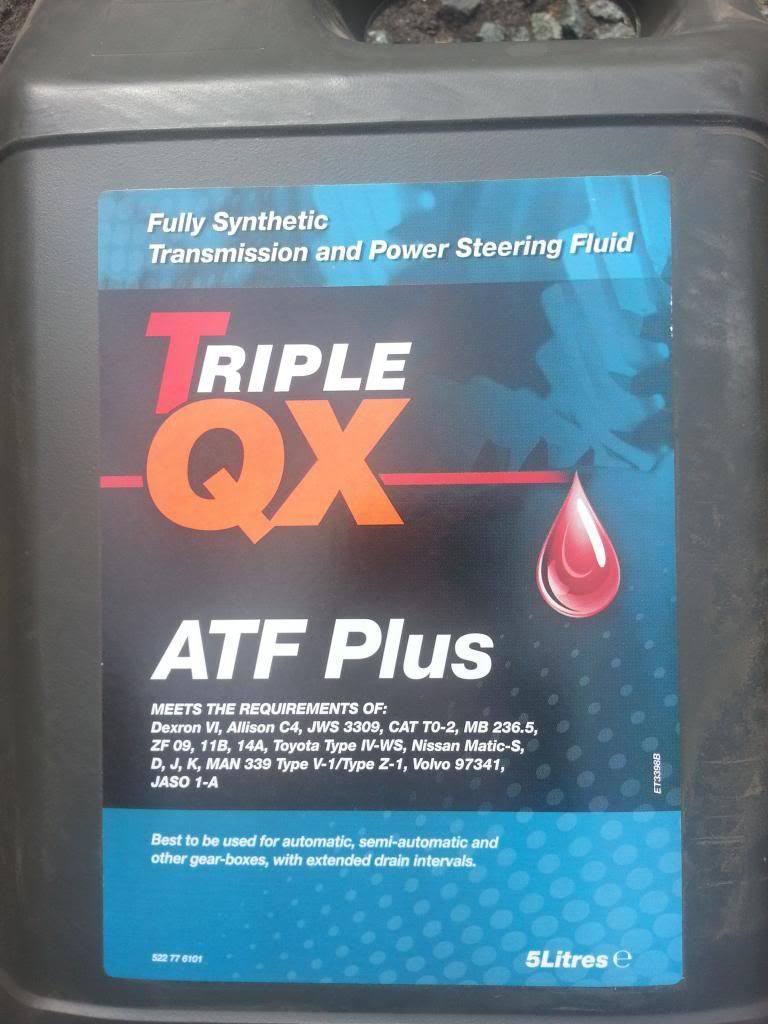 Fully Synthetic
Transmission and Power Steering Fluid
TRIPLE
QX
ATF Plus
MEETS THE REQUIREMENTS OF:
Dexron VI, Allison C4, JWS 3309, CAT T0-2, MB 236.5,
ZF 09, 11B, 14A, Toyota Type IV-WS, Nissan Matic-S,
D, J, K, MAN 339 Type V-1/Type Z-1, Volvo 97341,
JASO 1-A
ET3398B
Best to be used for automatic, semi-automatic and
other gear-boxes, with extended drain intervals.
522 77 6101
5Litres ℮